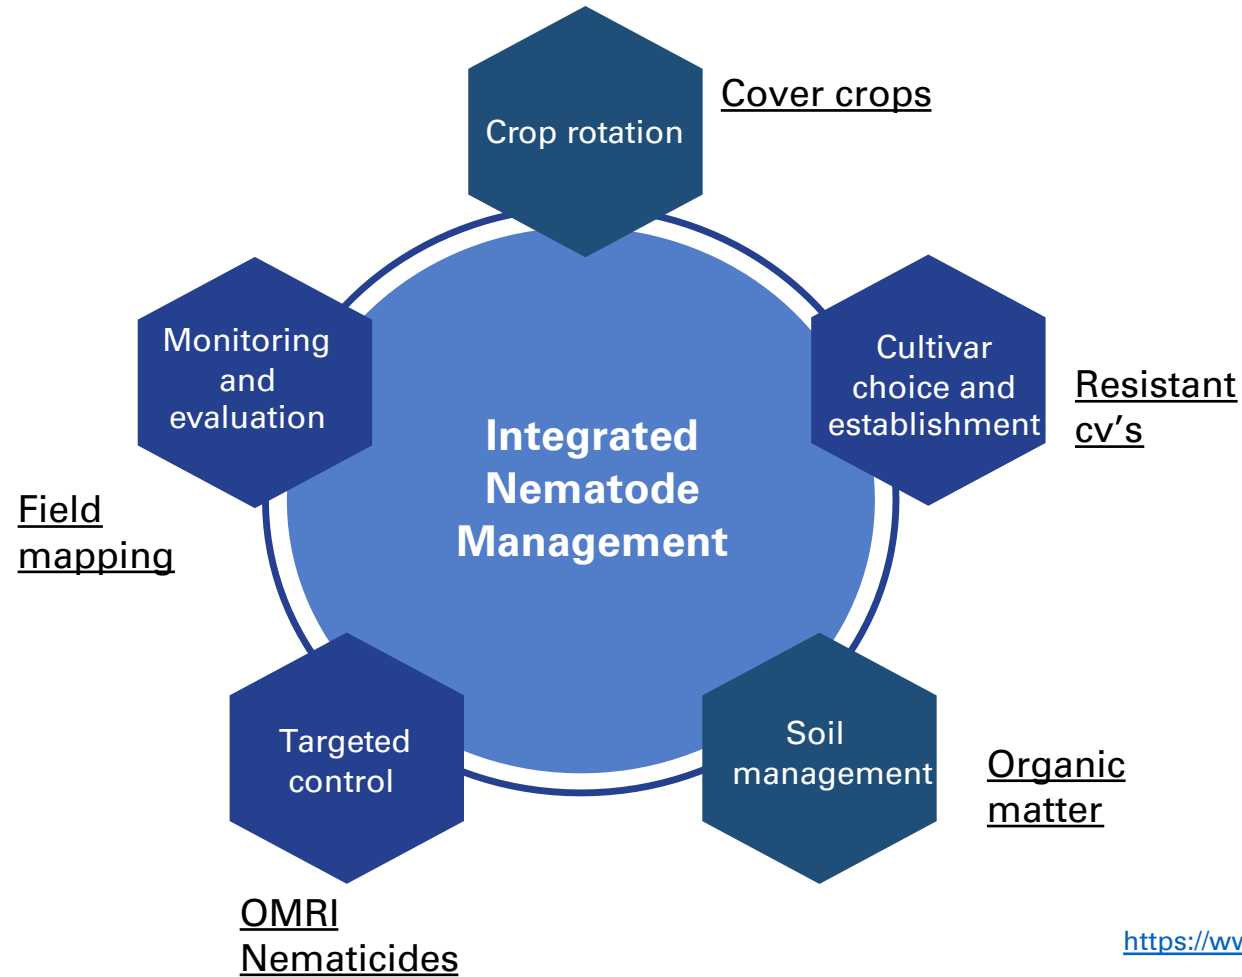 Cover crops
Crop rotation
Monitoring
and
evaluation
Cultivar
choice and
establishment
Resistant
cv's
Integrated
Nematode
Management
Field
mapping
Targeted
control
Soil
management
Organic
matter
OMRI
Nematicides